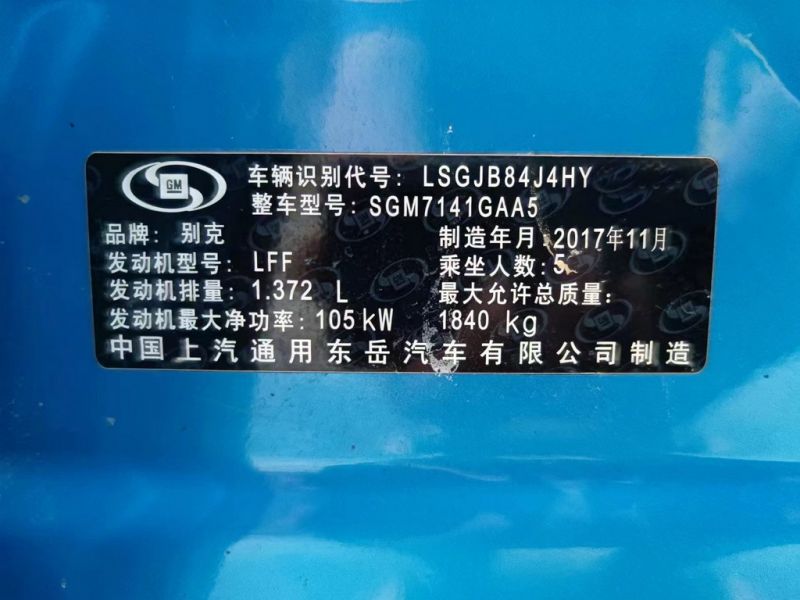 GM
车辆识别代号: LSGJB84J4HY
整车型号: SGM7141GAA5
品牌: 别克
制造年月: 2017年11月
发动机型号: LFF
乘坐人数: 5
发动机排量: 1.372 L
最大允许总质量:
发动机最大净功率: 105 kW
1840 kg
中国上汽通用东岳汽车有限公司制造